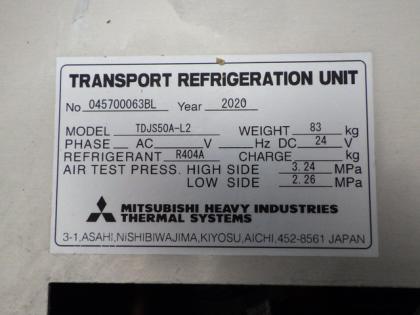 TRANSPORT REFRIGERATION UNIT
No 045700063BL Year 2020
MODEL TDJS50A-L2 WEIGHT 83 kg
PHASE AC V Hz DC 24 V
REFRIGERANT R404A CHARGE kg
AIR TEST PRESS. HIGH SIDE 3.24 MPa
LOW SIDE 2.26 MPa
MITSUBISHI HEAVY INDUSTRIES
THERMAL SYSTEMS
3-1,ASAHI,NISHIBIWAJIMA,KIYOSU,AICHI,452-8561 JAPAN